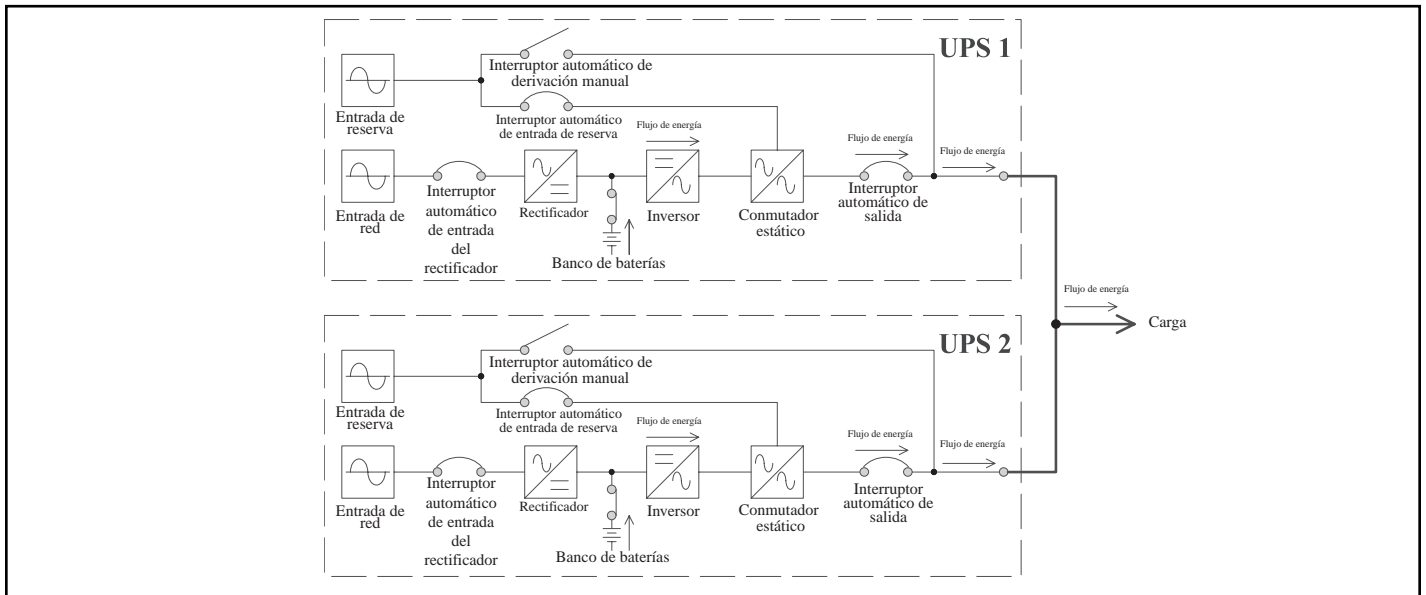 UPS 1
Interruptor automático de
derivación manual
Entrada de
reserva
Interruptor automático
de entrada de reserva
Flujo de energía
Flujo de energía
Flujo de energía
Entrada de
red
Interruptor
automático
de entrada
del
rectificador
Rectificador
Inversor
Conmutador
estático
Interruptor
automático de
salida
Banco de baterías
Flujo de energía
Carga
UPS 2
Interruptor automático de
derivación manual
Entrada de
reserva
Interruptor automático
de entrada de reserva
Flujo de energía
Flujo de energía
Flujo de energía
Entrada de
red
Interruptor
automático
de entrada
del
rectificador
Rectificador
Inversor
Conmutador
estático
Interruptor
automático de
salida
Banco de baterías